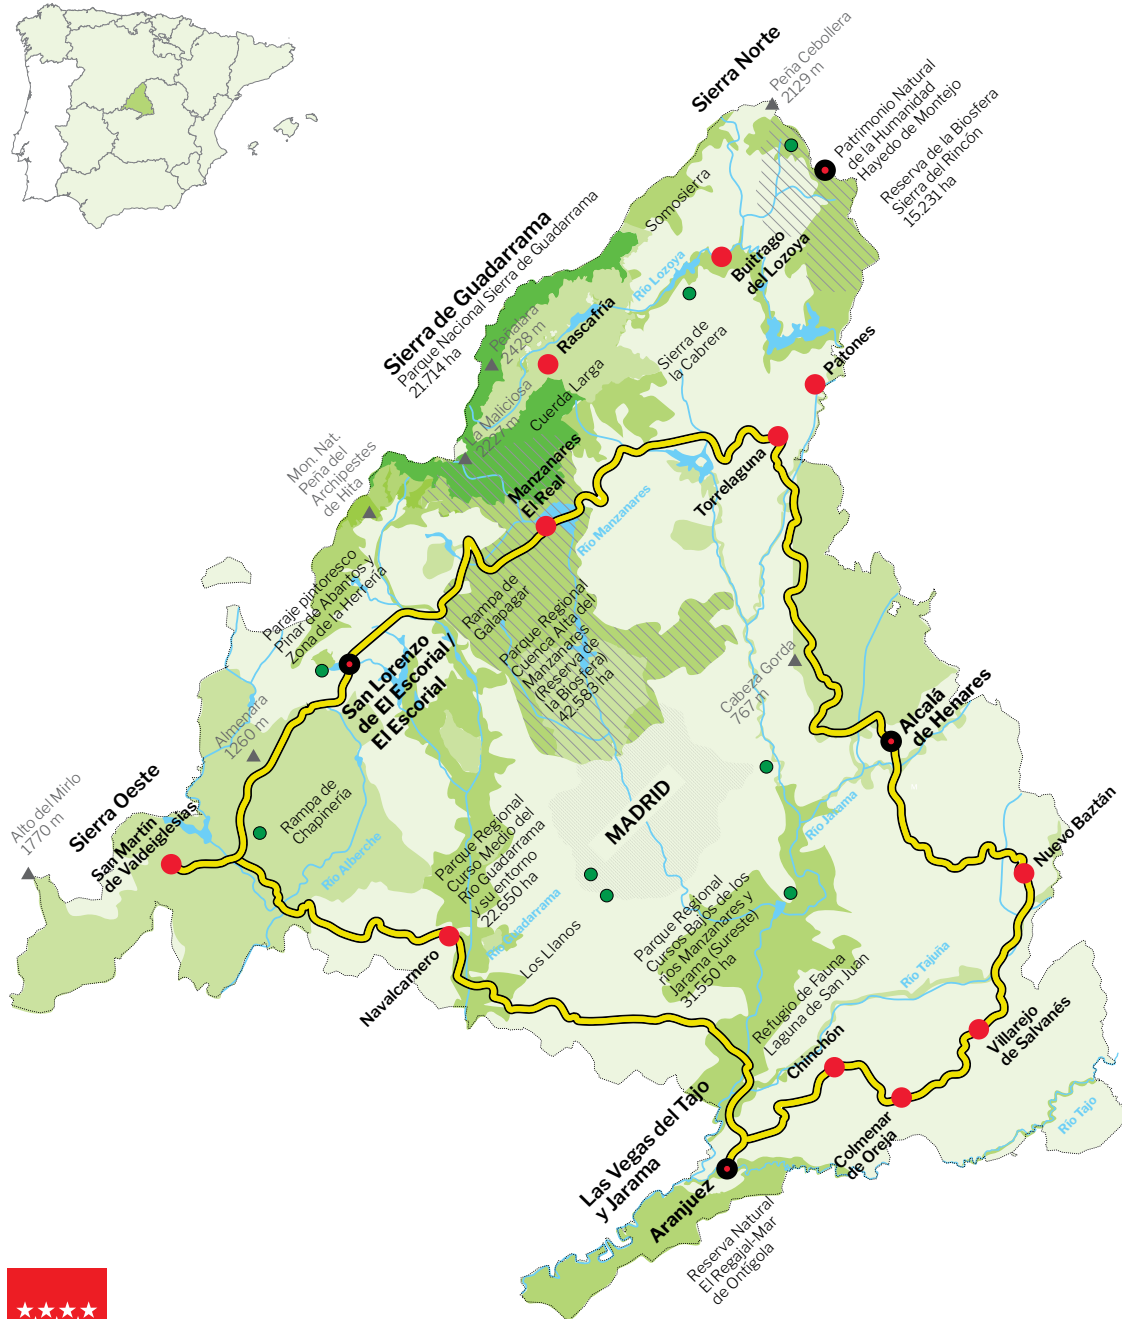 Sierra Norte
Peña Cebollera
2129 m
Patrimonio Natural
de la Humanidad
Hayedo de Montejo
Reserva de la Biosfera
Sierra del Rincón
15.231 ha
Somosierra
Sierra de Guadarrama
Parque Nacional Sierra de Guadarrama
21.714 ha
Río Lozoya
Buitrago
del Lozoya
Peñalara
2428 m
Rascafría
Sierra de
la Cabrera
Patones
Cuerda Larga
La Maliciosa
2227 m
Mon. Nat.
Peña del
Archipestes
de Hita
Manzanares
El Real
Torrelaguna
Río Manzanares
Paraje pintoresco
Pinar de Abantos y
Zona de la Herrería
Rampa de
Galapagar
Parque Regional
Cuenca Alta del
Manzanares
(Reserva de
la Biosfera)
42.583 ha
San Lorenzo
de El Escorial /
El Escorial
Cabeza Gorda
767 m
Alcalá
de Henares
Almenara
1260 m
Alto del Mirlo
1770 m
Sierra Oeste
San Martín
de Valdeiglesias
Rampa de
Chapinería
Río Alberche
MADRID
Río Jarama
Nuevo Baztán
Parque Regional
Curso Medio del
Río Guadarrama
y su entorno
22.650 ha
Río Guadarrama
Los Llanos
Navalcarnero
Parque Regional
Cursos Bajos de los
ríos Manzanares y
Jarama (Sureste)
31.550 ha
Río Tajuña
Refugio de Fauna
Laguna de San Juan
Villarejo
de Salvanés
Chinchón
Colmenar
de Oreja
Río Tajo
Las Vegas del Tajo
y Jarama
Aranjuez
Reserva Natural
El Regajal-Mar
de Ontígola